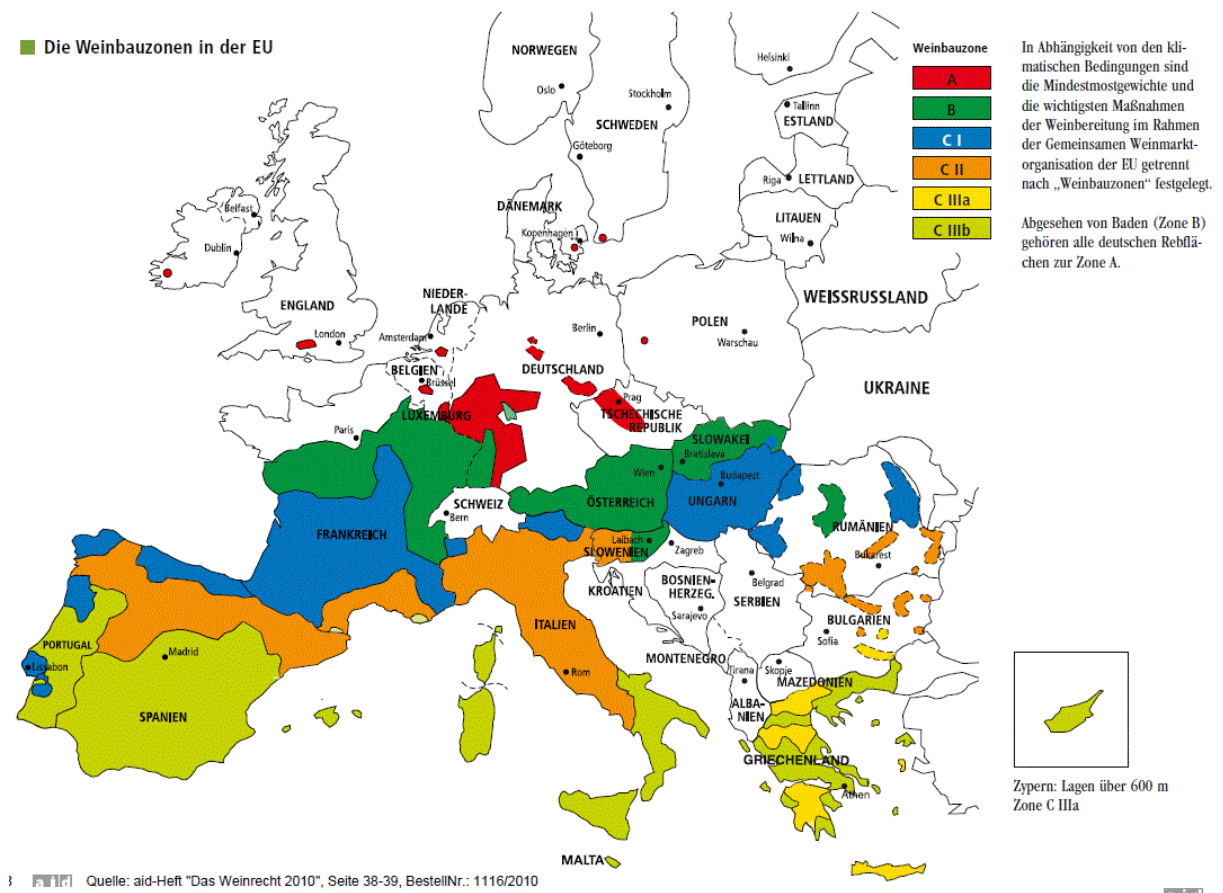 Die Weinbauzonen in der EU
Weinbauzone
A
B
C I
C II
C IIIa
C IIIb
In Abhängigkeit von den kli-
matischen Bedingungen sind
die Mindestmostgewichte und
die wichtigsten Maßnahmen
der Weinbereitung im Rahmen
der Gemeinsamen Weinmarkt-
organisation der EU getrennt
nach „Weinbauzonen“ festgelegt.
Abgesehen von Baden (Zone B)
gehören alle deutschen Rebflä-
chen zur Zone A.
NORWEGEN
Oslo
Helsinki
Stockholm
SCHWEDEN
Tallinn
ESTLAND
Göteborg
Riga
LETTLAND
DÄNEMARK
Kopenhagen
LITAUEN
Wilna
Belfast
Dublin
ENGLAND
London
NIEDER-
LANDE
Amsterdam
Berlin
POLEN
Warschau
WEISSRUSSLAND
BELGIEN
Brüssel
DEUTSCHLAND
UKRAINE
LUXEMBURG
Prag
TSCHECHISCHE
REPUBLIK
Paris
SLOWAKEI
Bratislava
Wien
Budapest
ÖSTERREICH
UNGARN
SCHWEIZ
Bern
FRANKREICH
RUMÄNIEN
Laibach
SLOWENIEN
Zagreb
Bukarest
KROATIEN
BOSNIEN-
HERZEG.
Sarajevo
Belgrad
SERBIEN
BULGARIEN
Sofia
ITALIEN
Rom
PORTUGAL
Lissabon
Madrid
SPANIEN
MONTENEGRO
Tirana
Skopje
MAZEDONIEN
ALBA-
NIEN
GRIECHENLAND
Athen
MALTA
Zypern: Lagen über 600 m
Zone C IIIa
aid Quelle: aid-Heft "Das Weinrecht 2010", Seite 38-39, BestellNr.: 1116/2010
aid